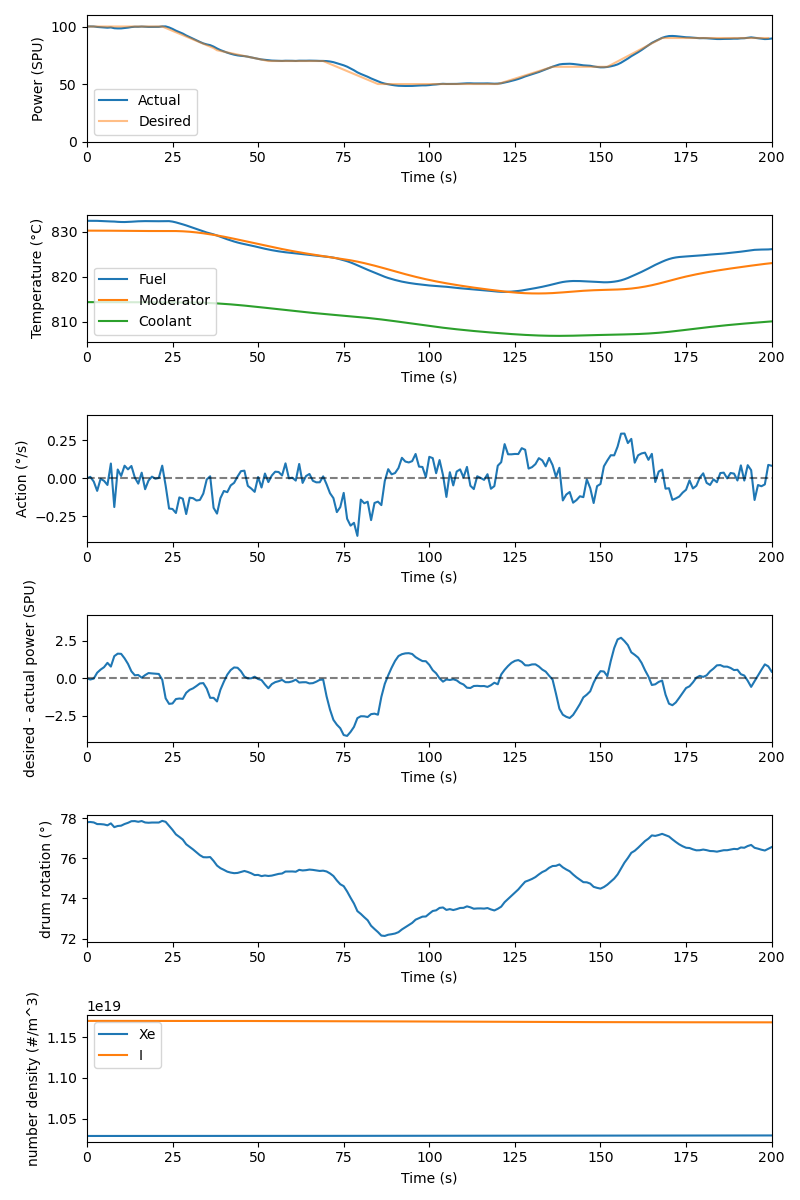 Power (SPU)
100
50
0
Actual
Desired
0 25 50 75 100 125 150 175 200
Time (s)
Temperature (°C)
830
820
810
Fuel
Moderator
Coolant
0 25 50 75 100 125 150 175 200
Time (s)
Action (°/s)
0.25
0.00
−0.25
0 25 50 75 100 125 150 175 200
Time (s)
desired - actual power (SPU)
2.5
0.0
−2.5
0 25 50 75 100 125 150 175 200
Time (s)
drum rotation (°)
78
76
74
72
0 25 50 75 100 125 150 175 200
Time (s)
number density (#/m^3)
1e19
1.15
1.10
1.05
Xe
I
0 25 50 75 100 125 150 175 200
Time (s)